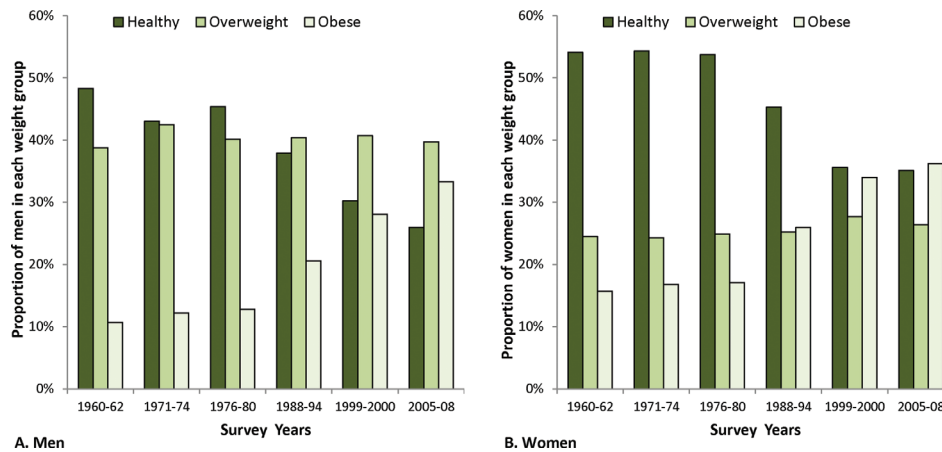 60%
Healthy Overweight Obese
50%
40%
30%
20%
10%
0%
Proportion of men in each weight group
1960-62 1971-74 1976-80 1988-94 1999-2000 2005-08
Survey Years
A. Men
60%
Healthy Overweight Obese
50%
40%
30%
20%
10%
0%
Proportion of women in each weight group
1960-62 1971-74 1976-80 1988-94 1999-2000 2005-08
Survey Years
B. Women